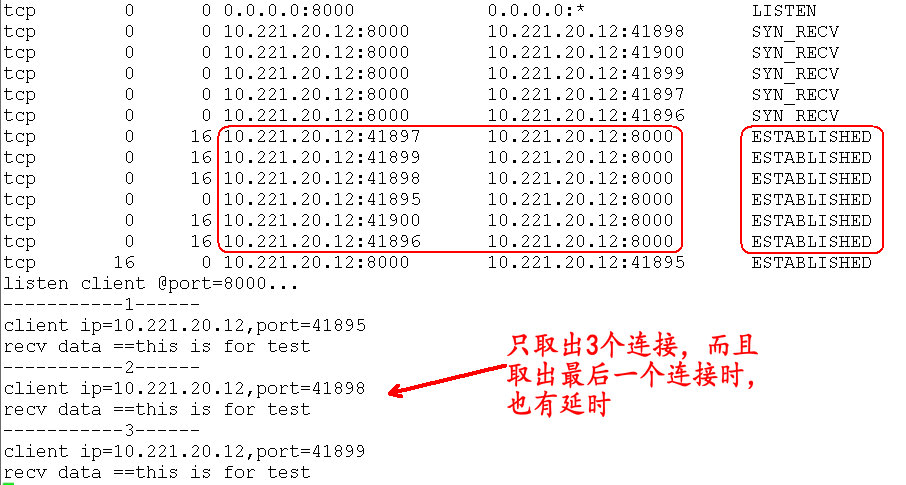 tcp 0 0 0.0.0.0:8000 0.0.0.0:* LISTEN
tcp 0 0 10.221.20.12:8000 10.221.20.12:41898 SYN_RECV
tcp 0 0 10.221.20.12:8000 10.221.20.12:41900 SYN_RECV
tcp 0 0 10.221.20.12:8000 10.221.20.12:41899 SYN_RECV
tcp 0 0 10.221.20.12:8000 10.221.20.12:41897 SYN_RECV
tcp 0 0 10.221.20.12:8000 10.221.20.12:41896 SYN_RECV
tcp 0 16 10.221.20.12:41897 10.221.20.12:8000 ESTABLISHED
tcp 0 16 10.221.20.12:41899 10.221.20.12:8000 ESTABLISHED
tcp 0 16 10.221.20.12:41898 10.221.20.12:8000 ESTABLISHED
tcp 0 0 10.221.20.12:41895 10.221.20.12:8000 ESTABLISHED
tcp 0 16 10.221.20.12:41900 10.221.20.12:8000 ESTABLISHED
tcp 0 16 10.221.20.12:41896 10.221.20.12:8000 ESTABLISHED
tcp 16 0 10.221.20.12:8000 10.221.20.12:41895 ESTABLISHED
listen client @port=8000...
-----------1------
client ip=10.221.20.12,port=41895
recv data ==this is for test
-----------2------
client ip=10.221.20.12,port=41898
recv data ==this is for test
-----------3------
client ip=10.221.20.12,port=41899
recv data ==this is for test
只取出3个连接，而且
取出最后一个连接时，
也有延时